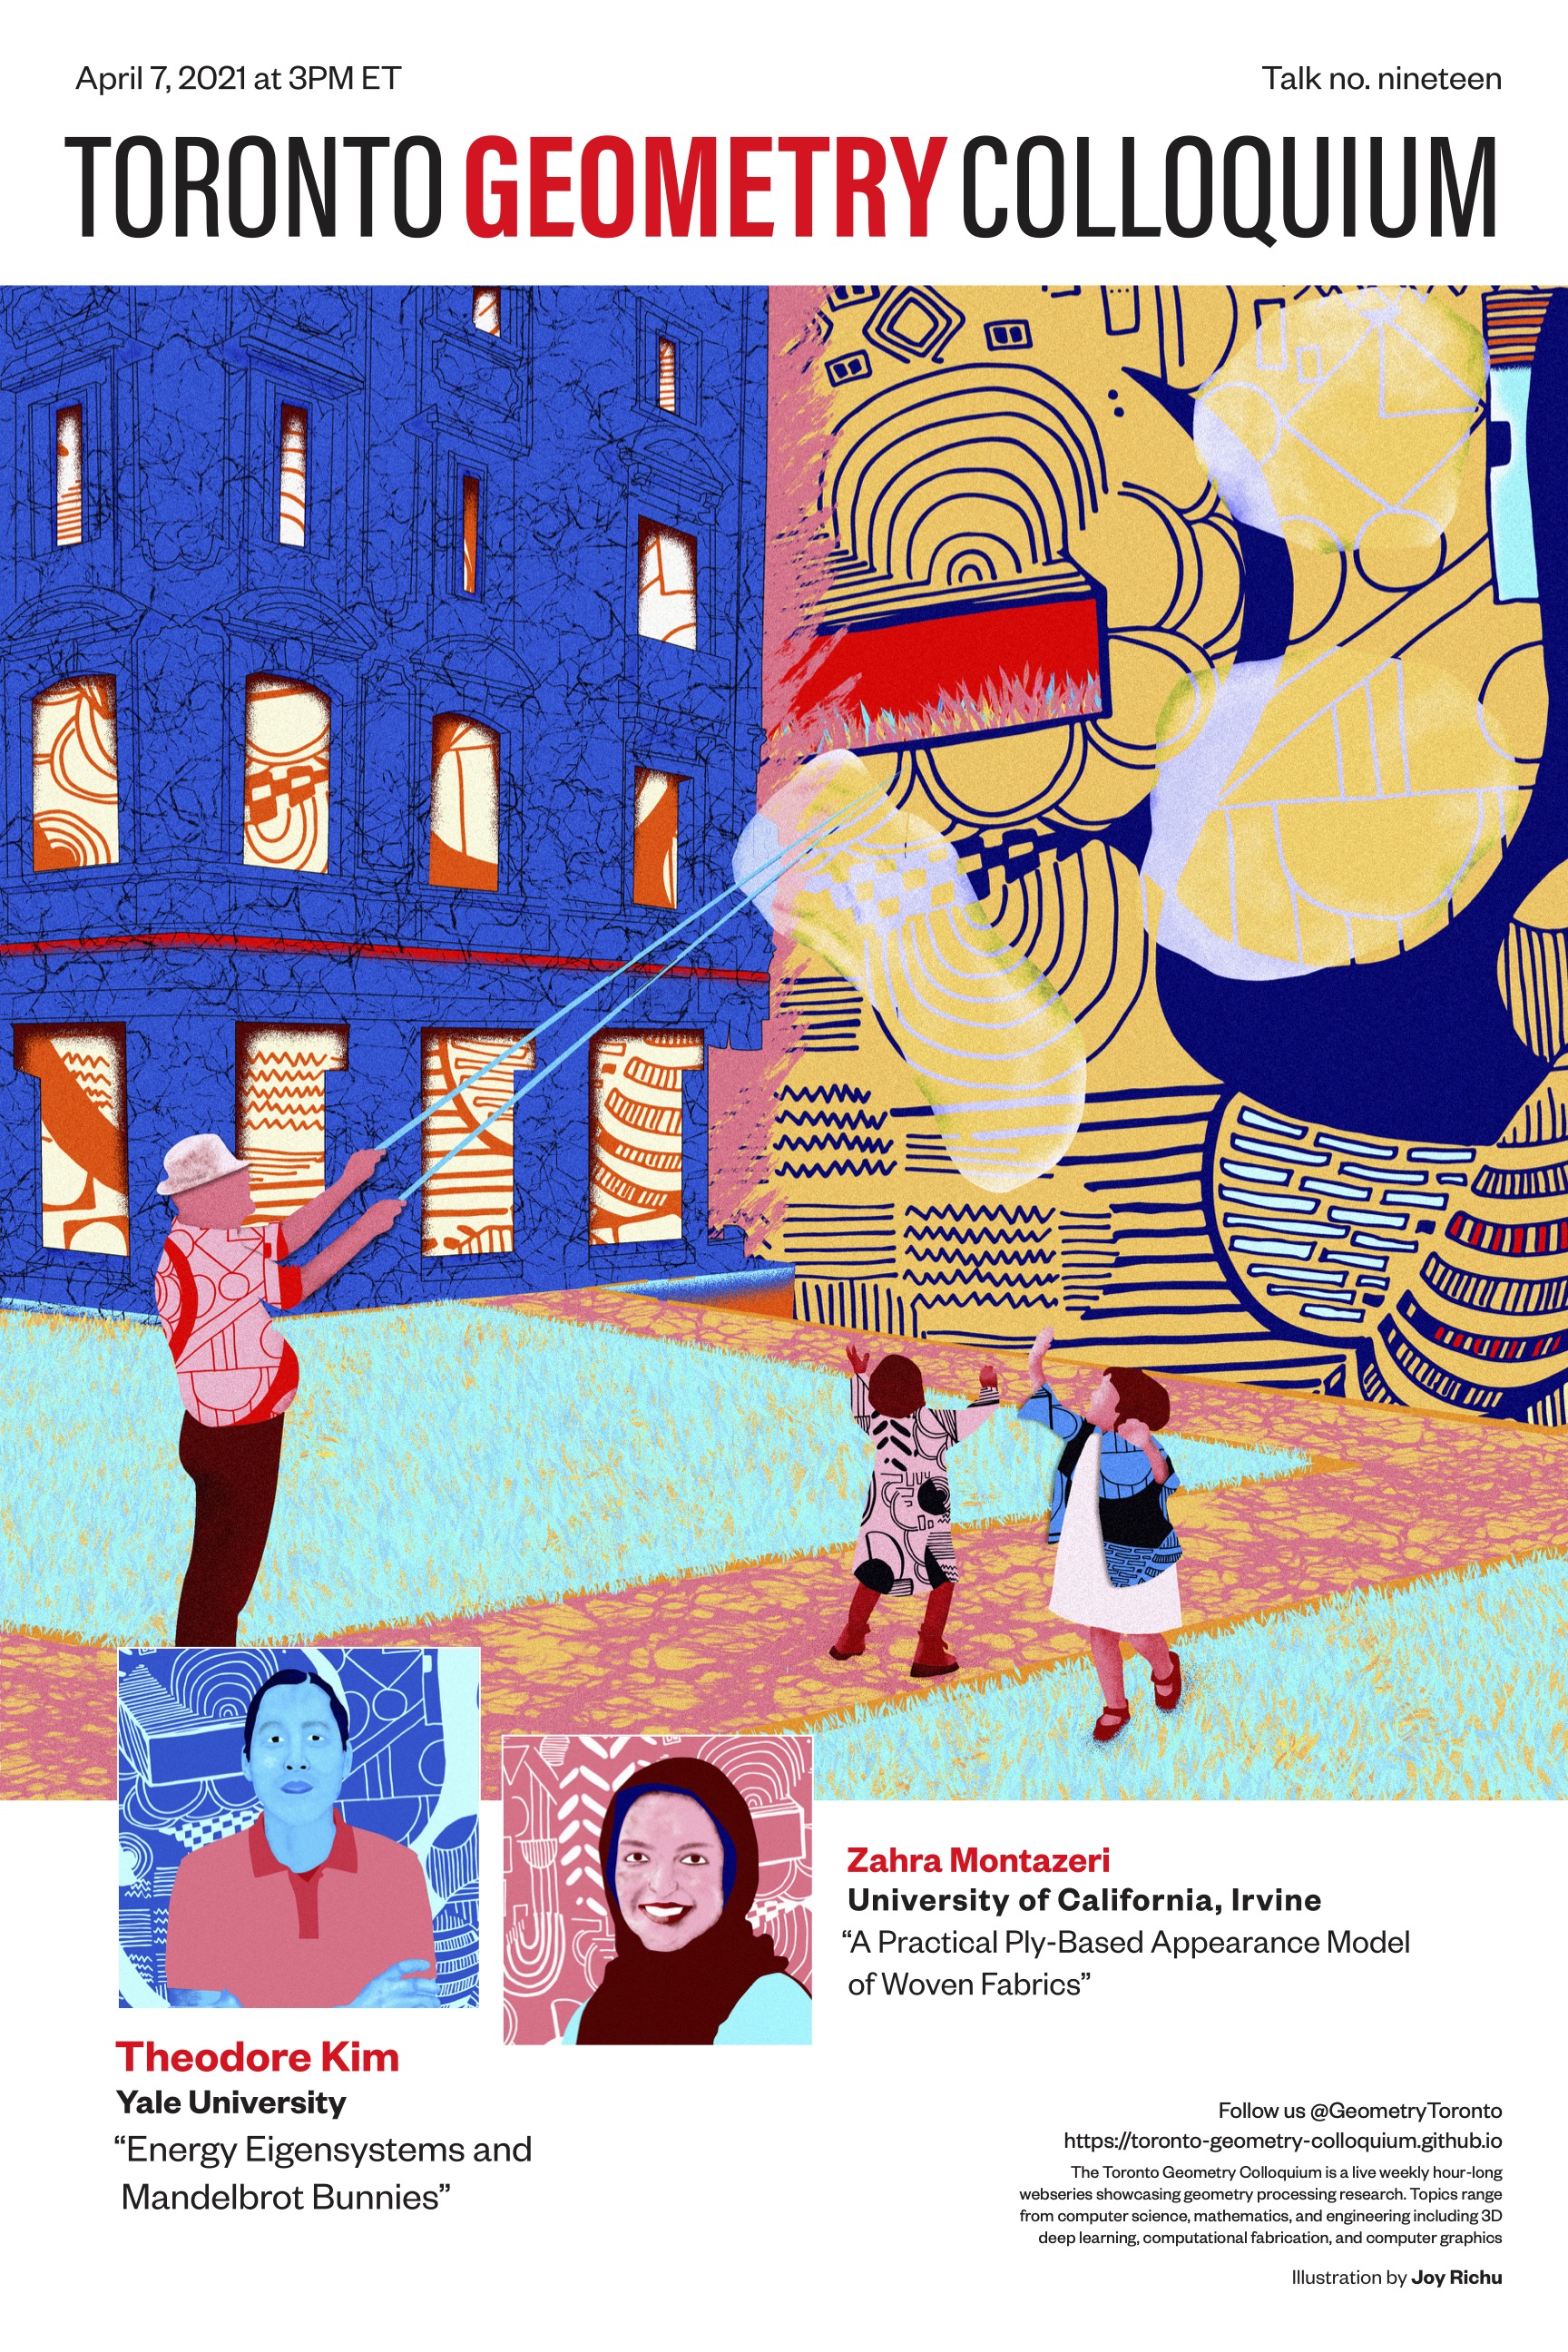 April 7, 2021 at 3PM ET
Talk no. nineteen
TORONTO GEOMETRY COLLOQUIUM
Zahra Montazeri
University of California, Irvine
“A Practical Ply-Based Appearance Model
of Woven Fabrics”
Theodore Kim
Yale University
“Energy Eigensystems and
Mandelbrot Bunnies”
Follow us @GeometryToronto
https://toronto-geometry-colloquium.github.io
The Toronto Geometry Colloquium is a live weekly hour-long
webseries showcasing geometry processing research. Topics range
from computer science, mathematics, and engineering including 3D
deep learning, computational fabrication, and computer graphics
Illustration by Joy Richu